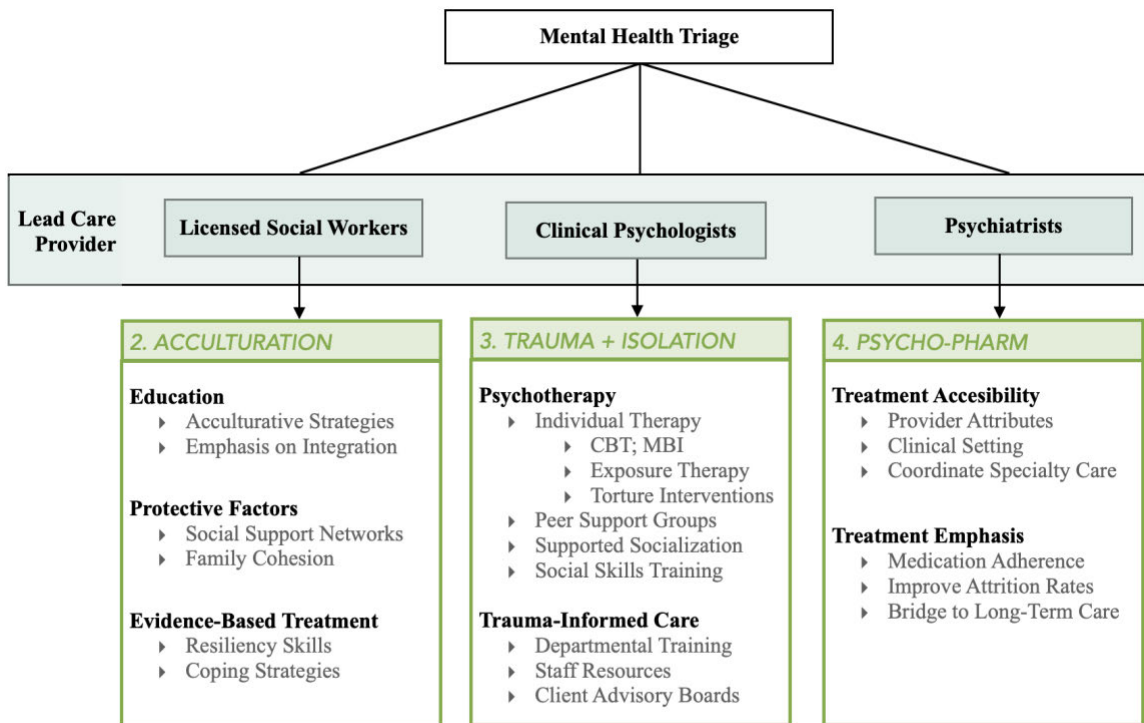 Mental Health Triage
Lead Care
Provider
Licensed Social Workers
Clinical Psychologists
Psychiatrists
2. ACCULTURATION
Education
Acculturative Strategies
Emphasis on Integration
Protective Factors
Social Support Networks
Family Cohesion
Evidence-Based Treatment
Resiliency Skills
Coping Strategies
3. TRAUMA + ISOLATION
Psychotherapy
Individual Therapy
CBT; MBI
Exposure Therapy
Torture Interventions
Peer Support Groups
Supported Socialization
Social Skills Training
Trauma-Informed Care
Departmental Training
Staff Resources
Client Advisory Boards
4. PSYCHO-PHARM
Treatment Accesibility
Provider Attributes
Clinical Setting
Coordinate Specialty Care
Treatment Emphasis
Medication Adherence
Improve Attrition Rates
Bridge to Long-Term Care